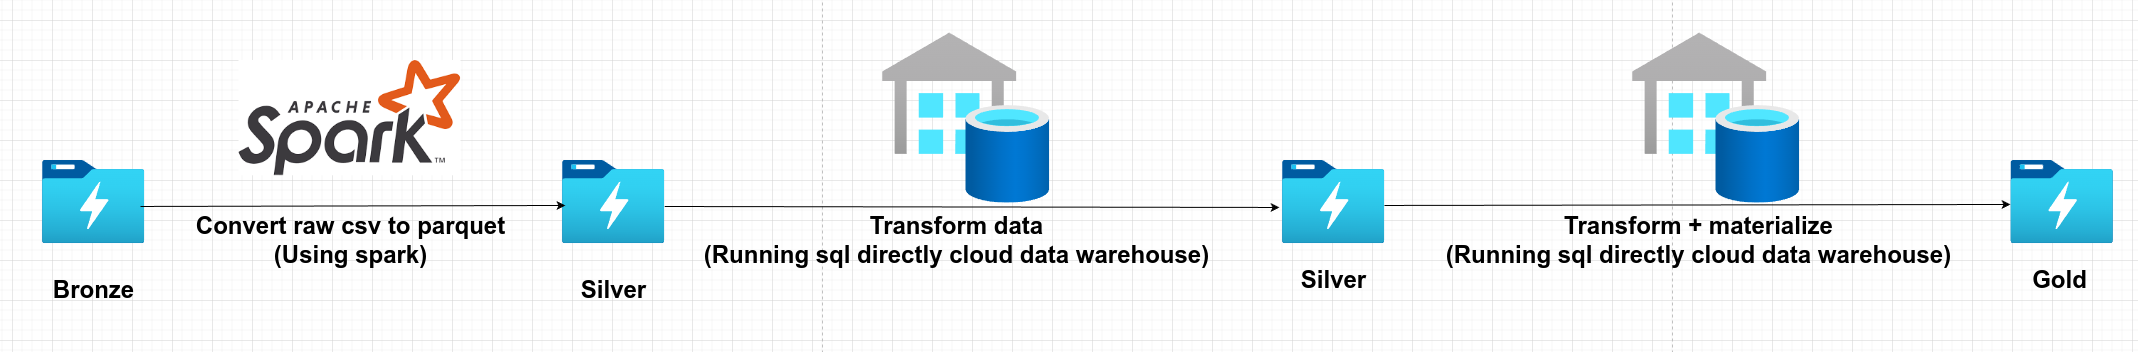 APACHE
Spark™
Convert raw csv to parquet
(Using spark)
Transform data
(Running sql directly cloud data warehouse)
Transform + materialize
(Running sql directly cloud data warehouse)
Bronze
Silver
Silver
Gold